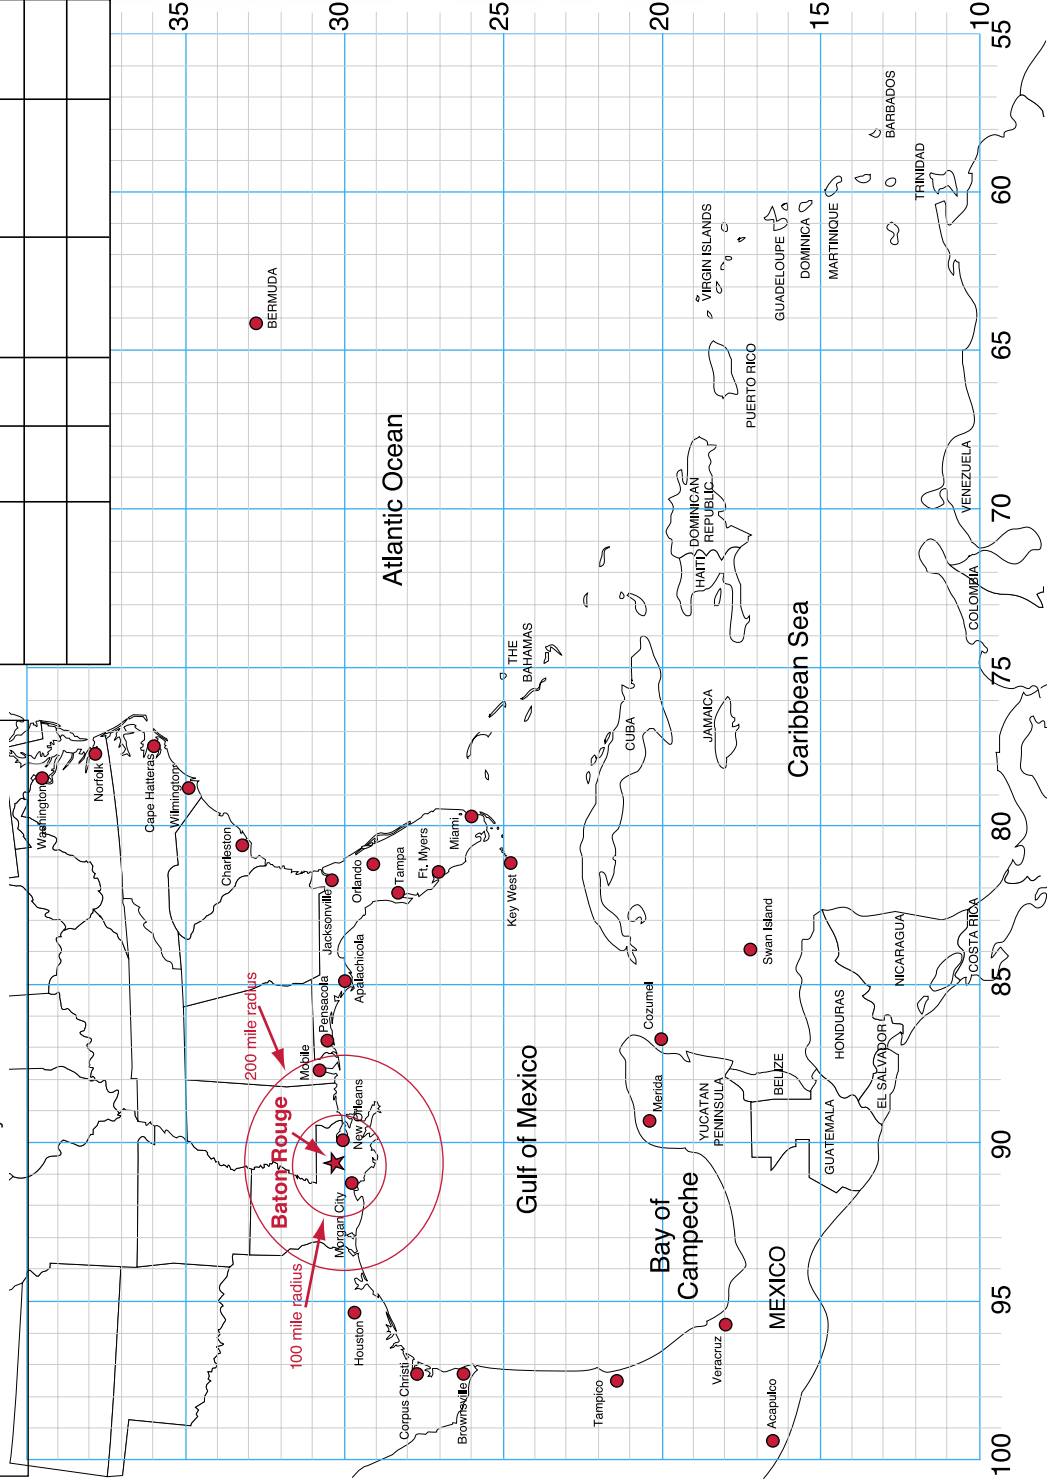 35
30
25
20
15
10
55
60
65
70
75
80
85
90
95
100
Washington
Norfolk
Cape Hatteras
Wilmington
Charleston
Jacksonville
Orlando
Tampa
Ft. Myers
Miami
Key West
Apalachicola
Pensacola
Mobile
New Orleans
Baton Rouge
Morgan City
200 mile radius
100 mile radius
Houston
Corpus Christi
Brownsville
Tampico
Veracruz
Acapulco
MEXICO
Bay of
Campeche
Gulf of Mexico
Merida
Cozumel
YUCATAN
PENINSULA
BELIZE
GUATEMALA
HONDURAS
EL SALVADOR
NICARAGUA
COSTA RICA
Swan Island
CUBA
JAMAICA
Caribbean Sea
THE
BAHAMAS
HAITI
DOMINICAN
REPUBLIC
PUERTO RICO
VIRGIN ISLANDS
GUADELOUPE
DOMINICA
MARTINIQUE
BARBADOS
TRINIDAD
VENEZUELA
COLOMBIA
Atlantic Ocean
BERMUDA